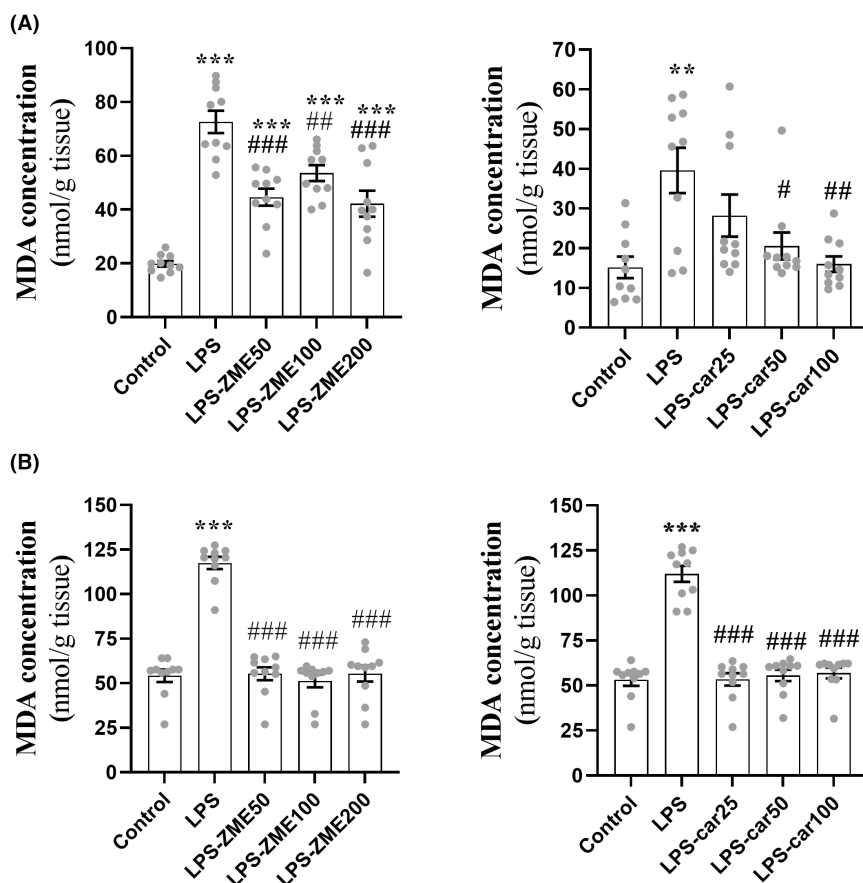 (A)
MDA concentration
(nmol/g tissue)
100
80
60
40
20
0
***
***
###
***
##
***
###
Control
LPS
LPS-ZME50
LPS-ZME100
LPS-ZME200
MDA concentration
(nmol/g tissue)
70
60
50
40
30
20
10
0
**
#
##
Control
LPS
LPS-car25
LPS-car50
LPS-car100
(B)
MDA concentration
(nmol/g tissue)
150
125
100
75
50
25
0
***
###
###
###
Control
LPS
LPS-ZME50
LPS-ZME100
LPS-ZME200
MDA concentration
(nmol/g tissue)
150
125
100
75
50
25
0
***
###
###
###
Control
LPS
LPS-car25
LPS-car50
LPS-car100